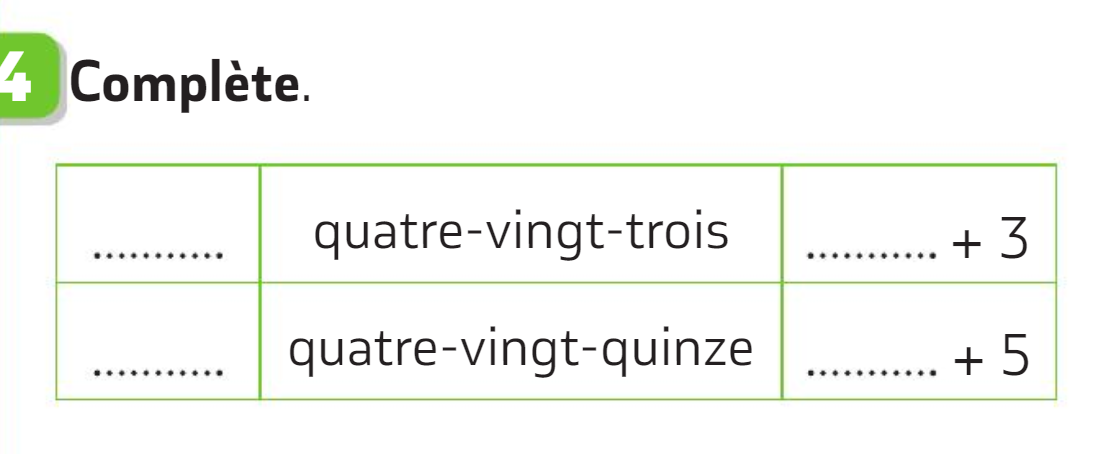 4 Complète.
........... quatre-vingt-trois ........... + 3
........... quatre-vingt-quinze ........... + 5